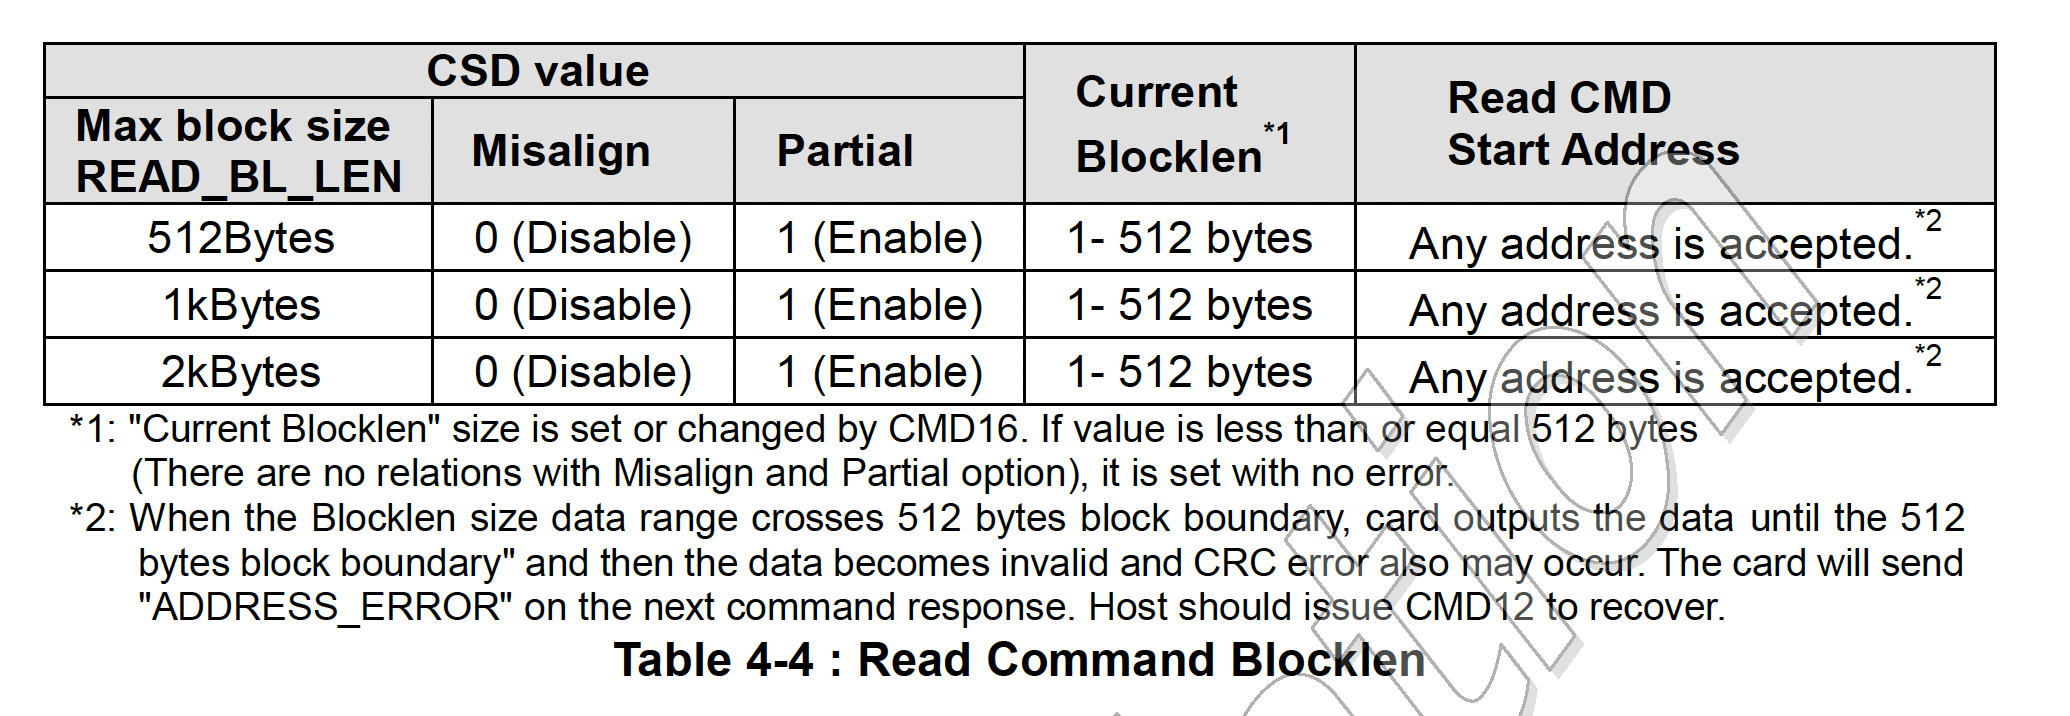 CSD value
Current
Blocklen*1
Read CMD
Start Address
Max block size
READ_BL_LEN
Misalign
Partial
512Bytes 0 (Disable) 1 (Enable) 1- 512 bytes Any address is accepted.*2
1kBytes 0 (Disable) 1 (Enable) 1- 512 bytes Any address is accepted.*2
2kBytes 0 (Disable) 1 (Enable) 1- 512 bytes Any address is accepted.*2
*1: "Current Blocklen" size is set or changed by CMD16. If value is less than or equal 512 bytes
(There are no relations with Misalign and Partial option), it is set with no error.
*2: When the Blocklen size data range crosses 512 bytes block boundary, card outputs the data until the 512
bytes block boundary" and then the data becomes invalid and CRC error also may occur. The card will send
"ADDRESS_ERROR" on the next command response. Host should issue CMD12 to recover.
Table 4-4 : Read Command Blocklen